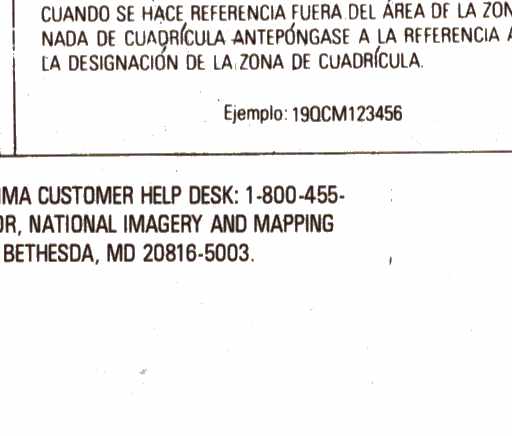 CUANDO SE HACE REFERENCIA FUERA DEL ÁREA DE LA ZON
NADA DE CUADRÍCULA ANTEPÓNGASE A LA REFERENCIA A
LA DESIGNACIÓN DE LA ZONA DE CUADRÍCULA.
Ejemplo: 19QCM123456
IMA CUSTOMER HELP DESK: 1-800-455-
OR, NATIONAL IMAGERY AND MAPPING
BETHESDA, MD 20816-5003.